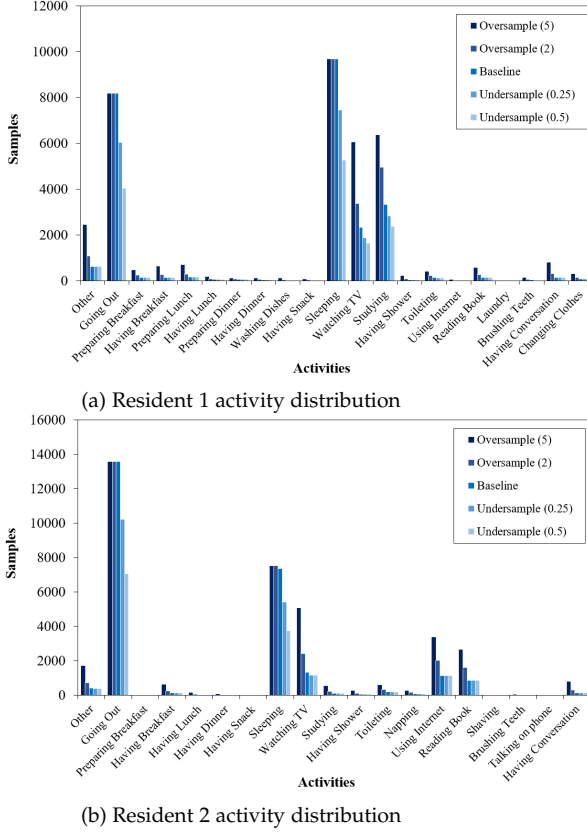 12000
10000
8000
6000
4000
2000
0
Samples
Oversample (5)
Oversample (2)
Baseline
Undersample (0.25)
Undersample (0.5)
Other
Going Out
Preparing Breakfast
Having Breakfast
Preparing Lunch
Having Lunch
Preparing Dinner
Having Dinner
Washing Dishes
Having Snack
Sleeping
Watching TV
Studying
Having Shower
Toileting
Using Internet
Reading Book
Laundry
Brushing Teeth
Having Conversation
Changing Clothes
Activities
(a) Resident 1 activity distribution
16000
14000
12000
10000
8000
6000
4000
2000
0
Samples
Oversample (5)
Oversample (2)
Baseline
Undersample (0.25)
Undersample (0.5)
Other
Going Out
Preparing Breakfast
Having Breakfast
Having Lunch
Having Dinner
Having Snack
Sleeping
Watching TV
Studying
Having Shower
Toileting
Napping
Using Internet
Reading Book
Shaving
Brushing Teeth
Talking on phone
Having Conversation
Activities
(b) Resident 2 activity distribution